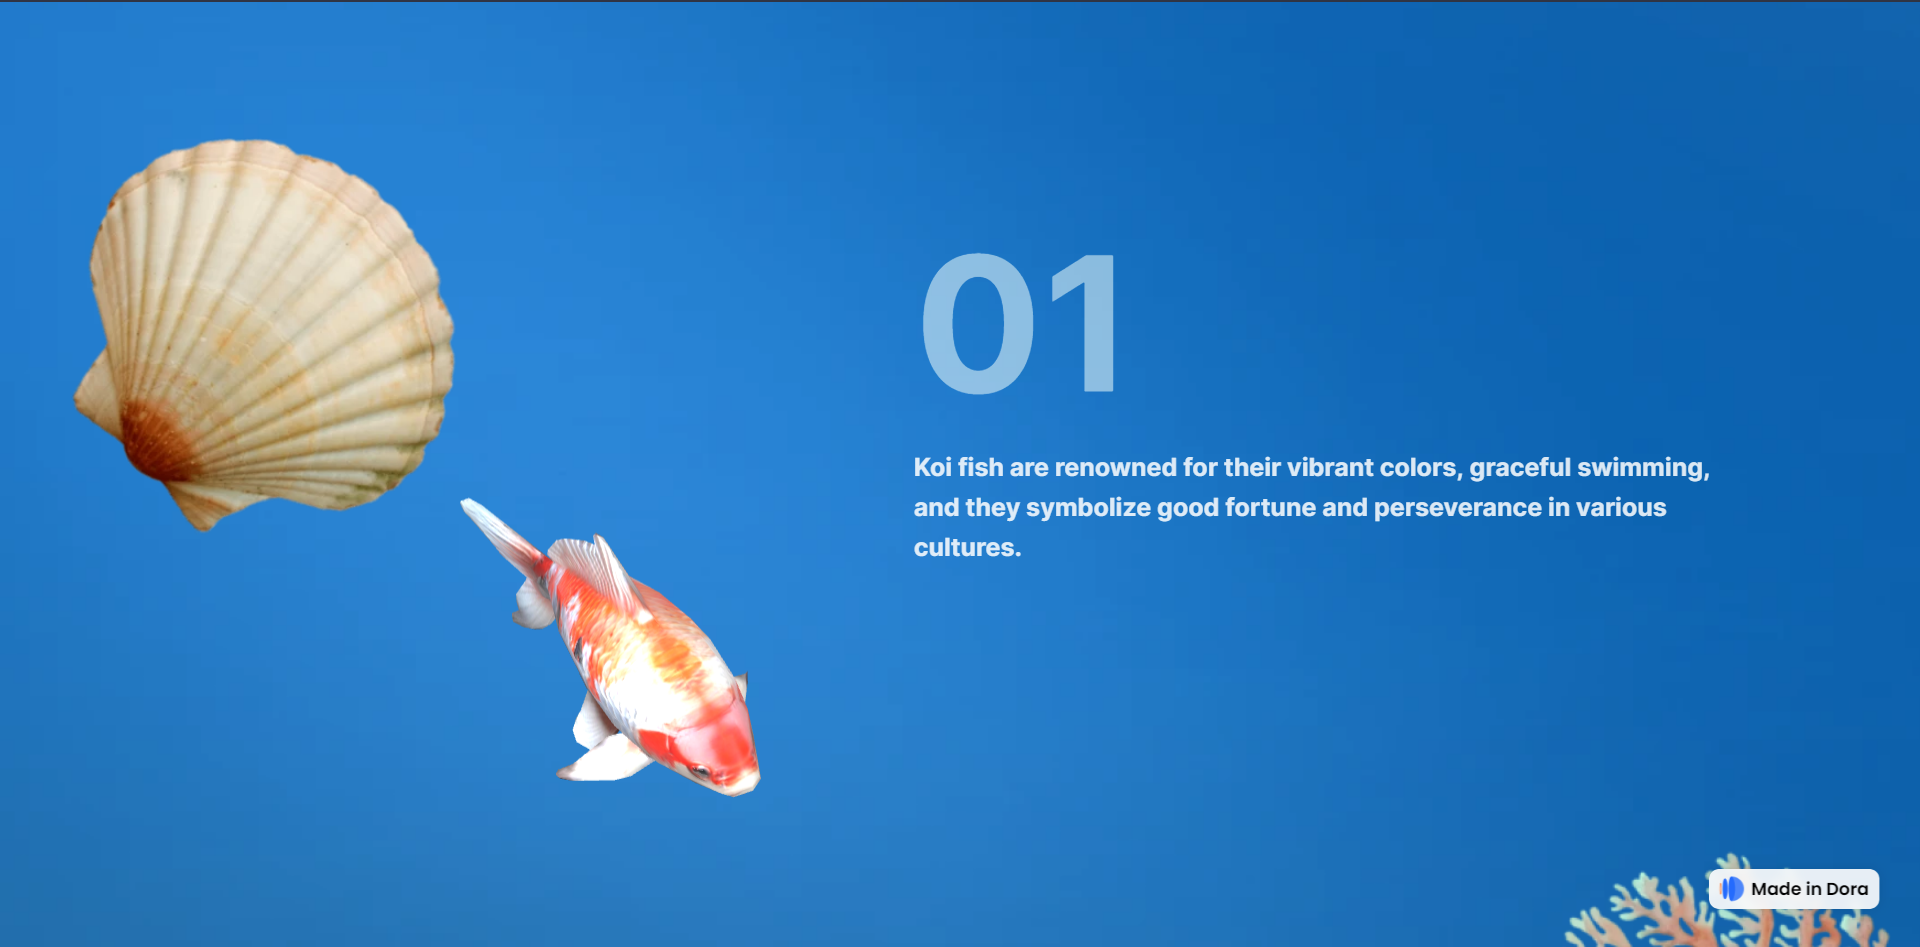 01
Koi fish are renowned for their vibrant colors, graceful swimming,
and they symbolize good fortune and perseverance in various
cultures.
Made in Dora